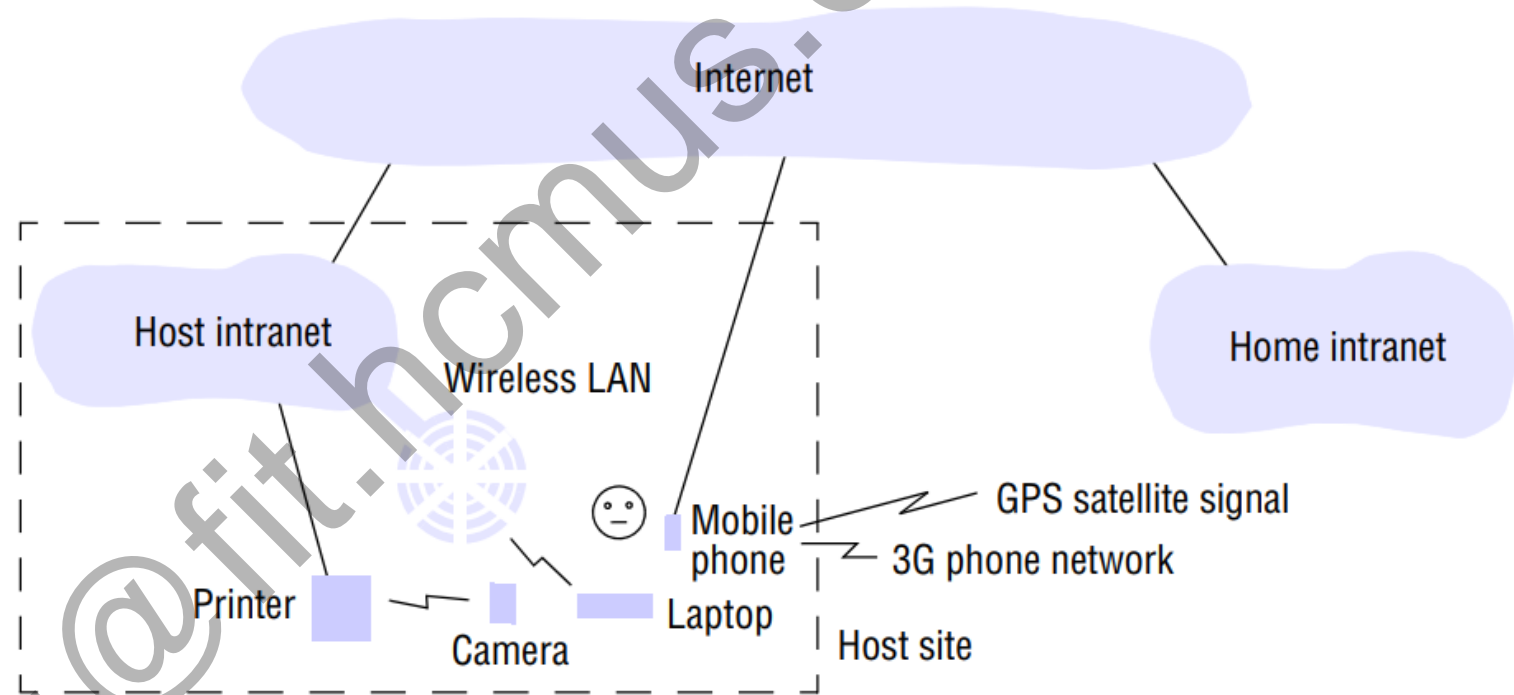 Internet
Host intranet
Wireless LAN
Home intranet
Mobile
phone
GPS satellite signal
3G phone network
Printer
Camera
Laptop
Host site
@fit.hcmus.